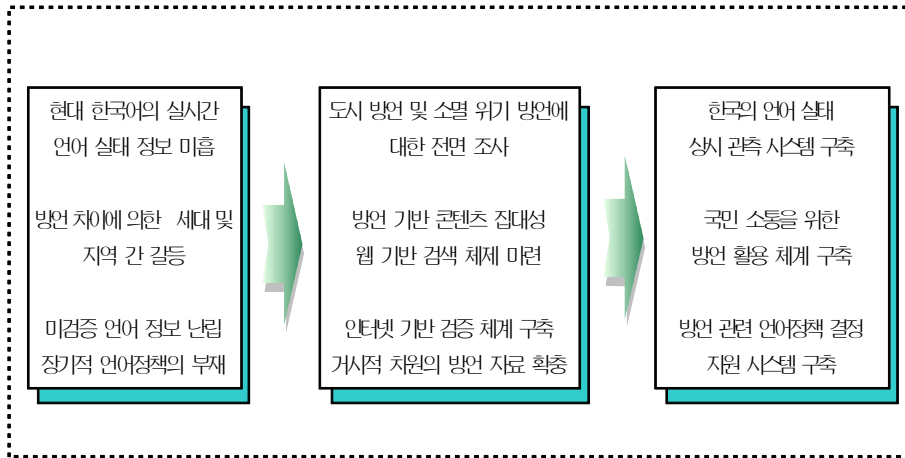 현대 한국어의 실시간
언어 실태 정보 미흡
방언 차이에 의한 세대 및
지역 간 갈등
미검증 언어 정보 난립
장기적 언어정책의 부재
도시 방언 및 소멸 위기 방언에
대한 전면 조사
방언 기반 콘텐츠 집대성
웹 기반 검색 체제 마련
인터넷 기반 검증 체계 구축
거시적 차원의 방언 자료 확충
한국의 언어 실태
상시 관측 시스템 구축
국민 소통을 위한
방언 활용 체계 구축
방언 관련 언어정책 결정
지원 시스템 구축